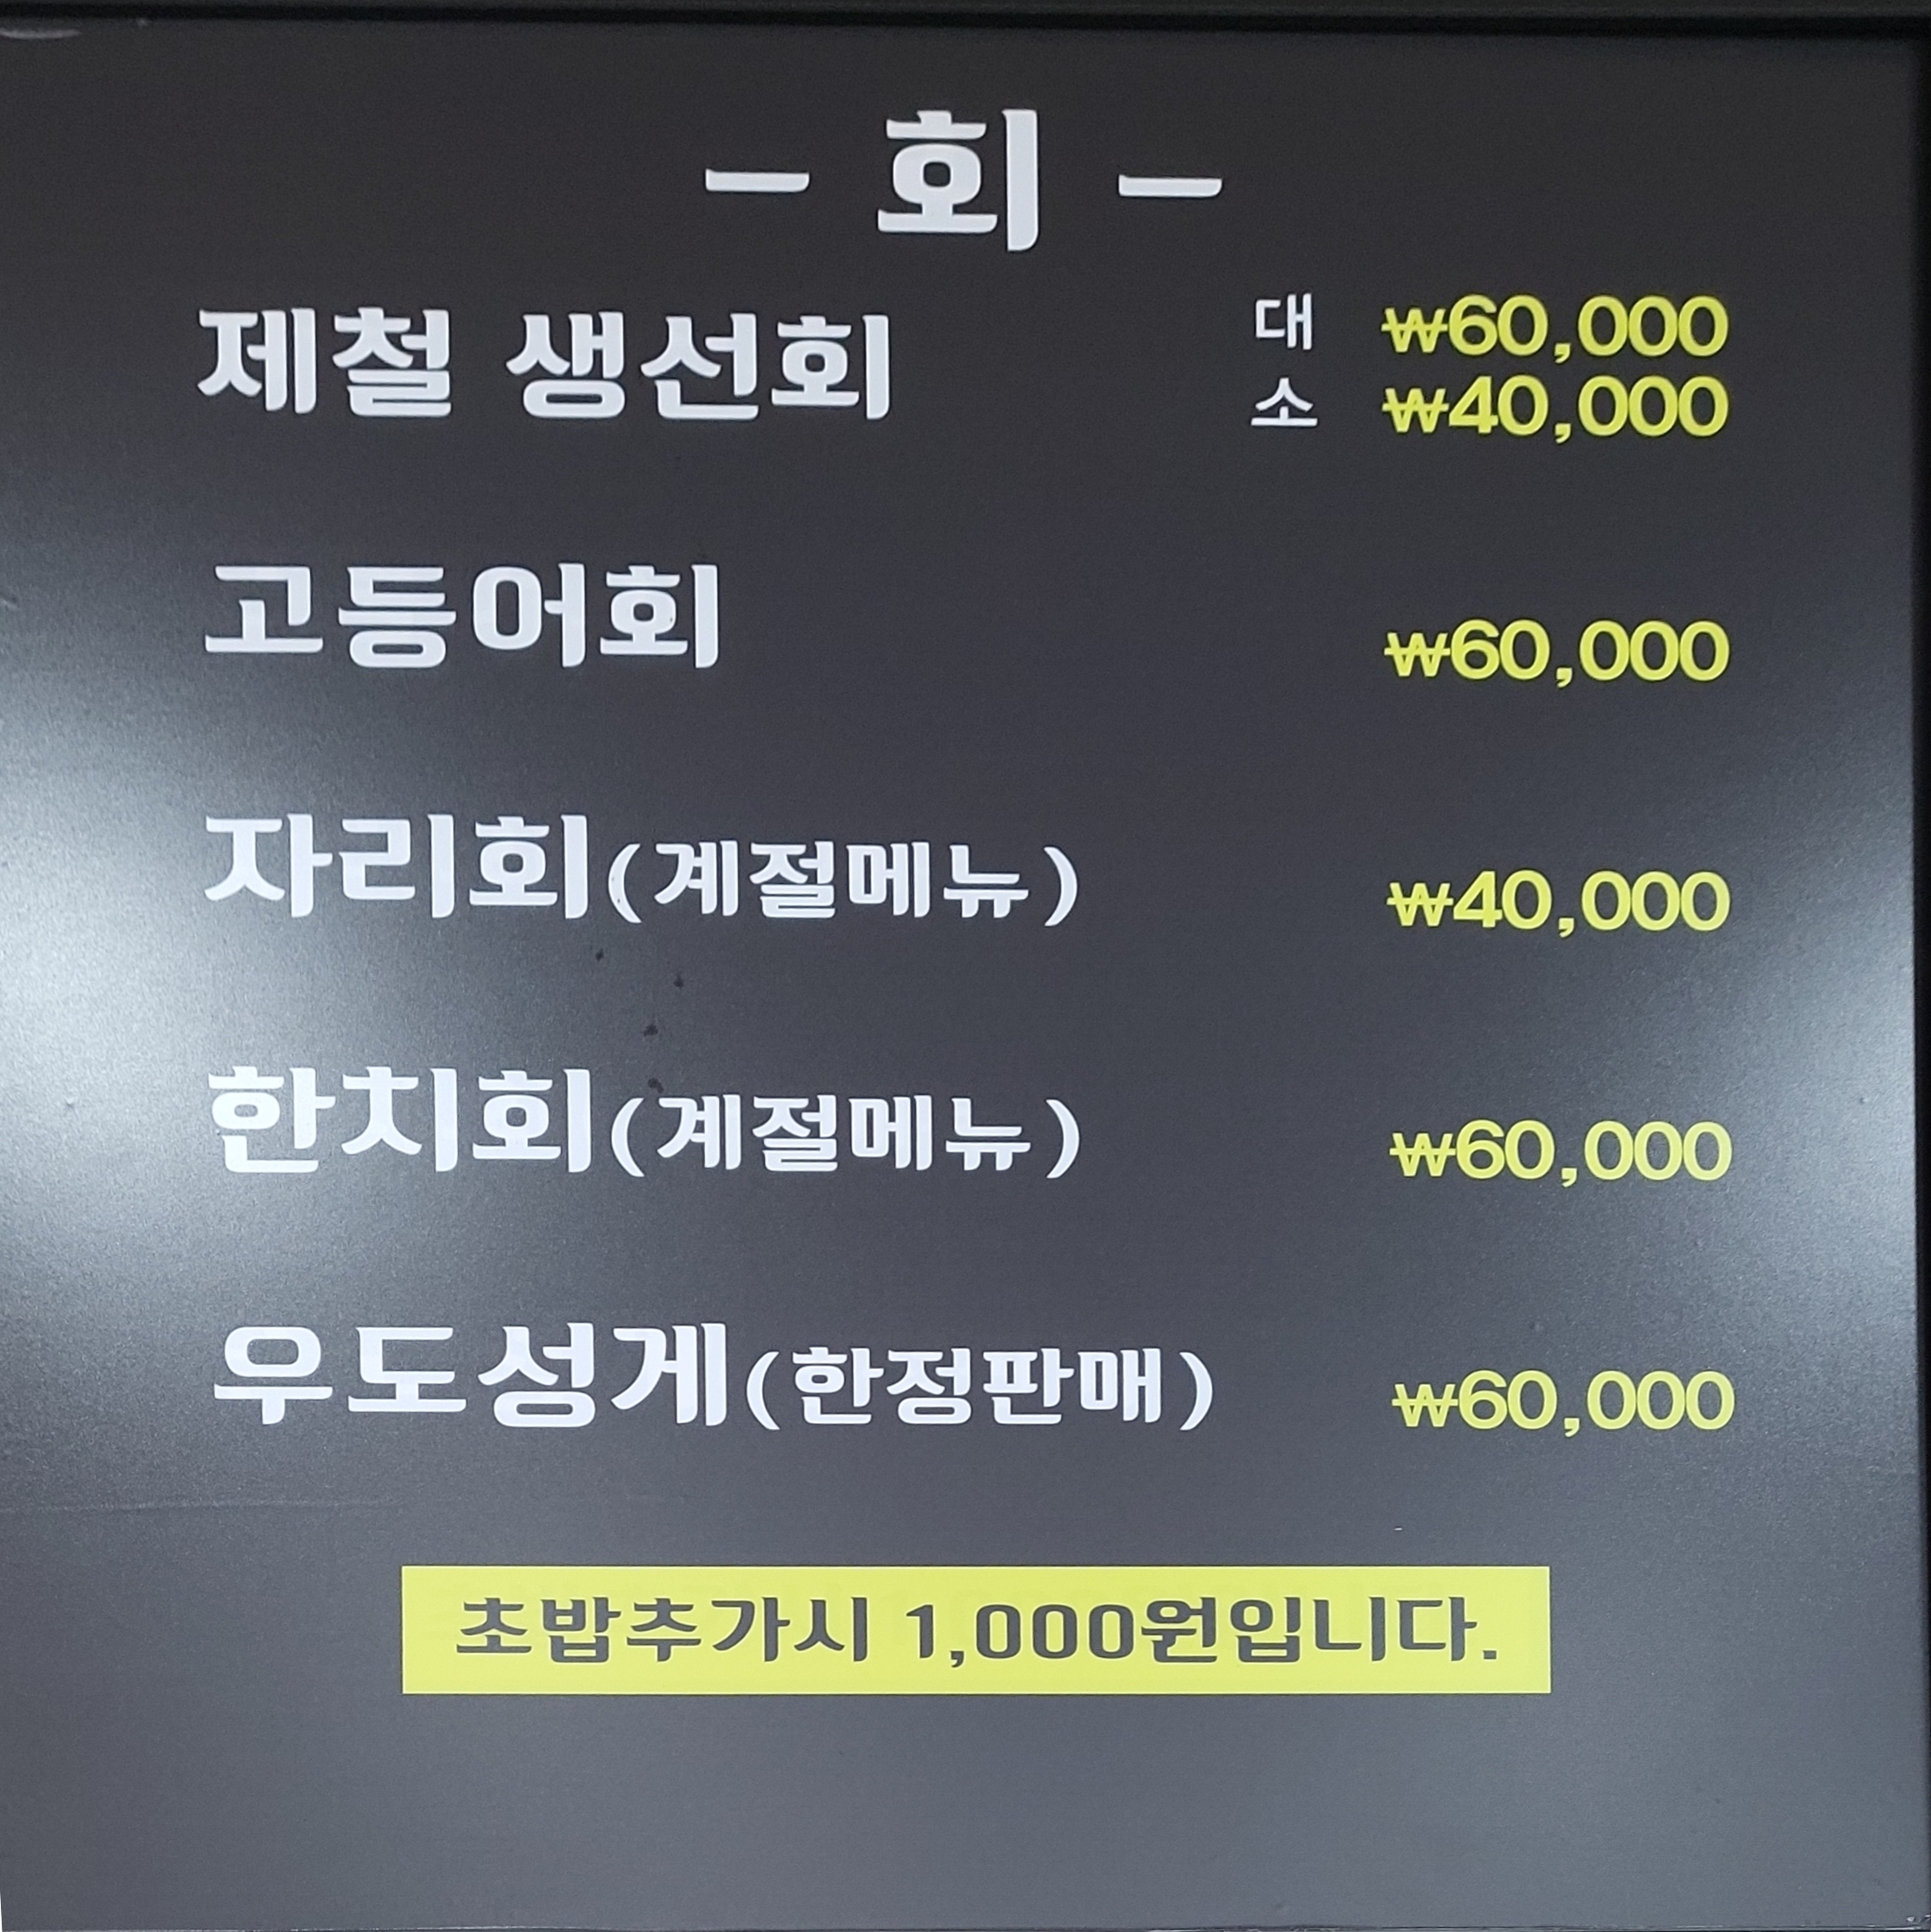 - 회 -
제철 생선회 대 ₩60,000
소 ₩40,000
고등어회 ₩60,000
자리회(계절메뉴) ₩40,000
한치회(계절메뉴) ₩60,000
우도성게(한정판매) ₩60,000
초밥추가시 1,000원입니다.